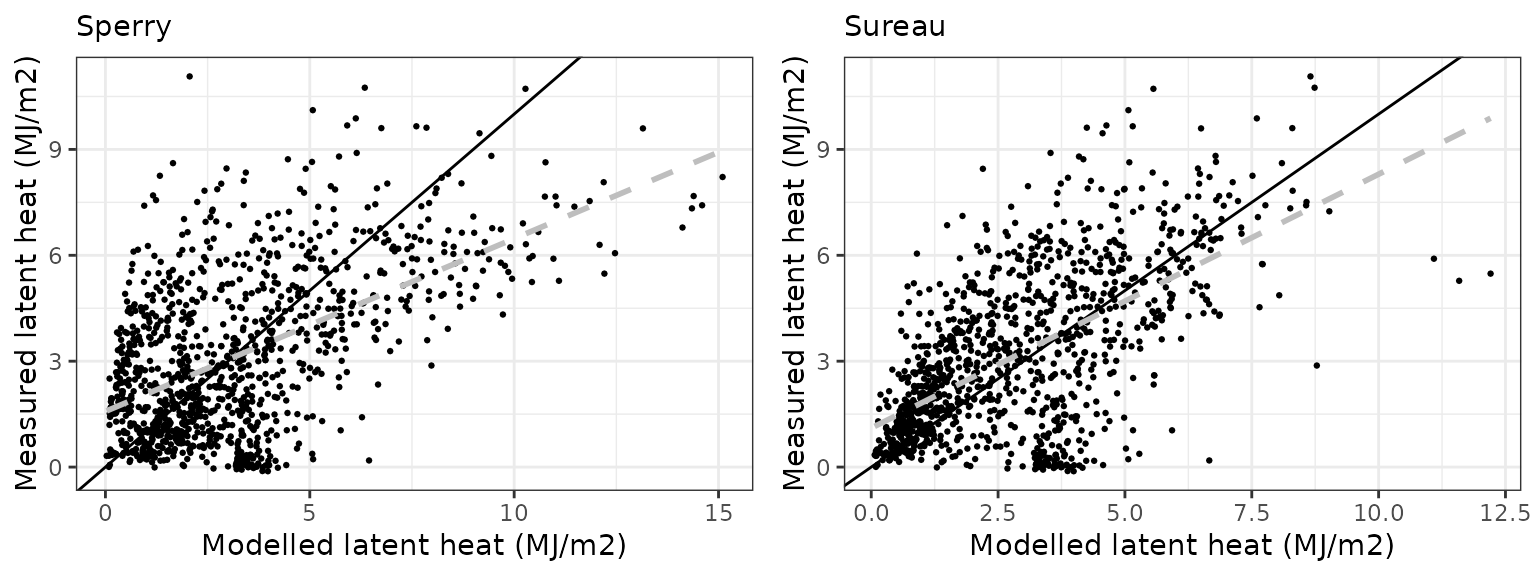 Sperry
Measured latent heat (MJ/m2)
9
6
3
0
0 5 10 15
Modelled latent heat (MJ/m2)
Sureau
Measured latent heat (MJ/m2)
9
6
3
0
0.0 2.5 5.0 7.5 10.0 12.5
Modelled latent heat (MJ/m2)